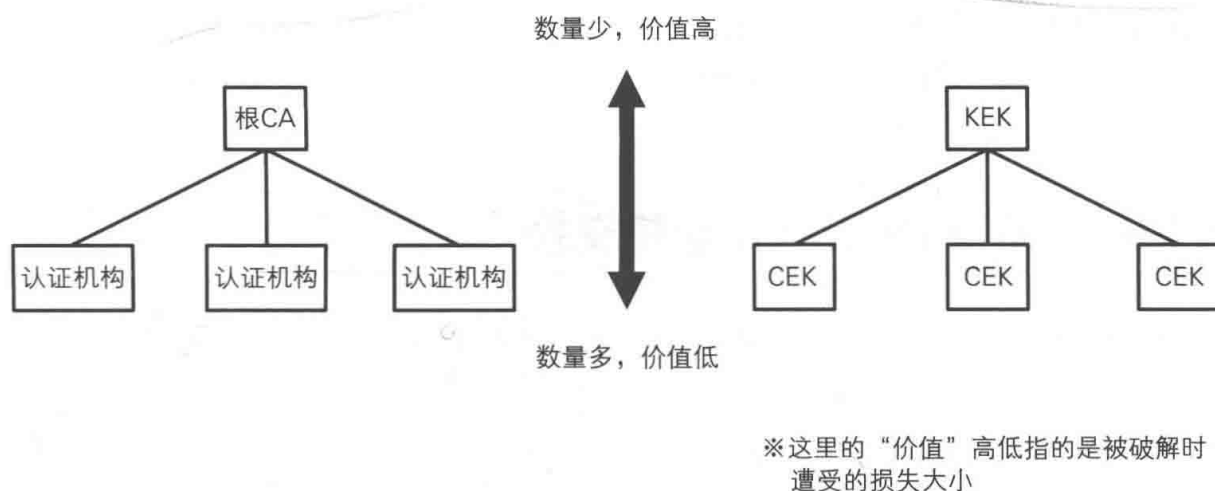 数量少，价值高
根CA
KEK
认证机构
认证机构
认证机构
CEK
CEK
CEK
数量多，价值低
※这里的“价值”高低指的是被破解时
遭受的损失大小